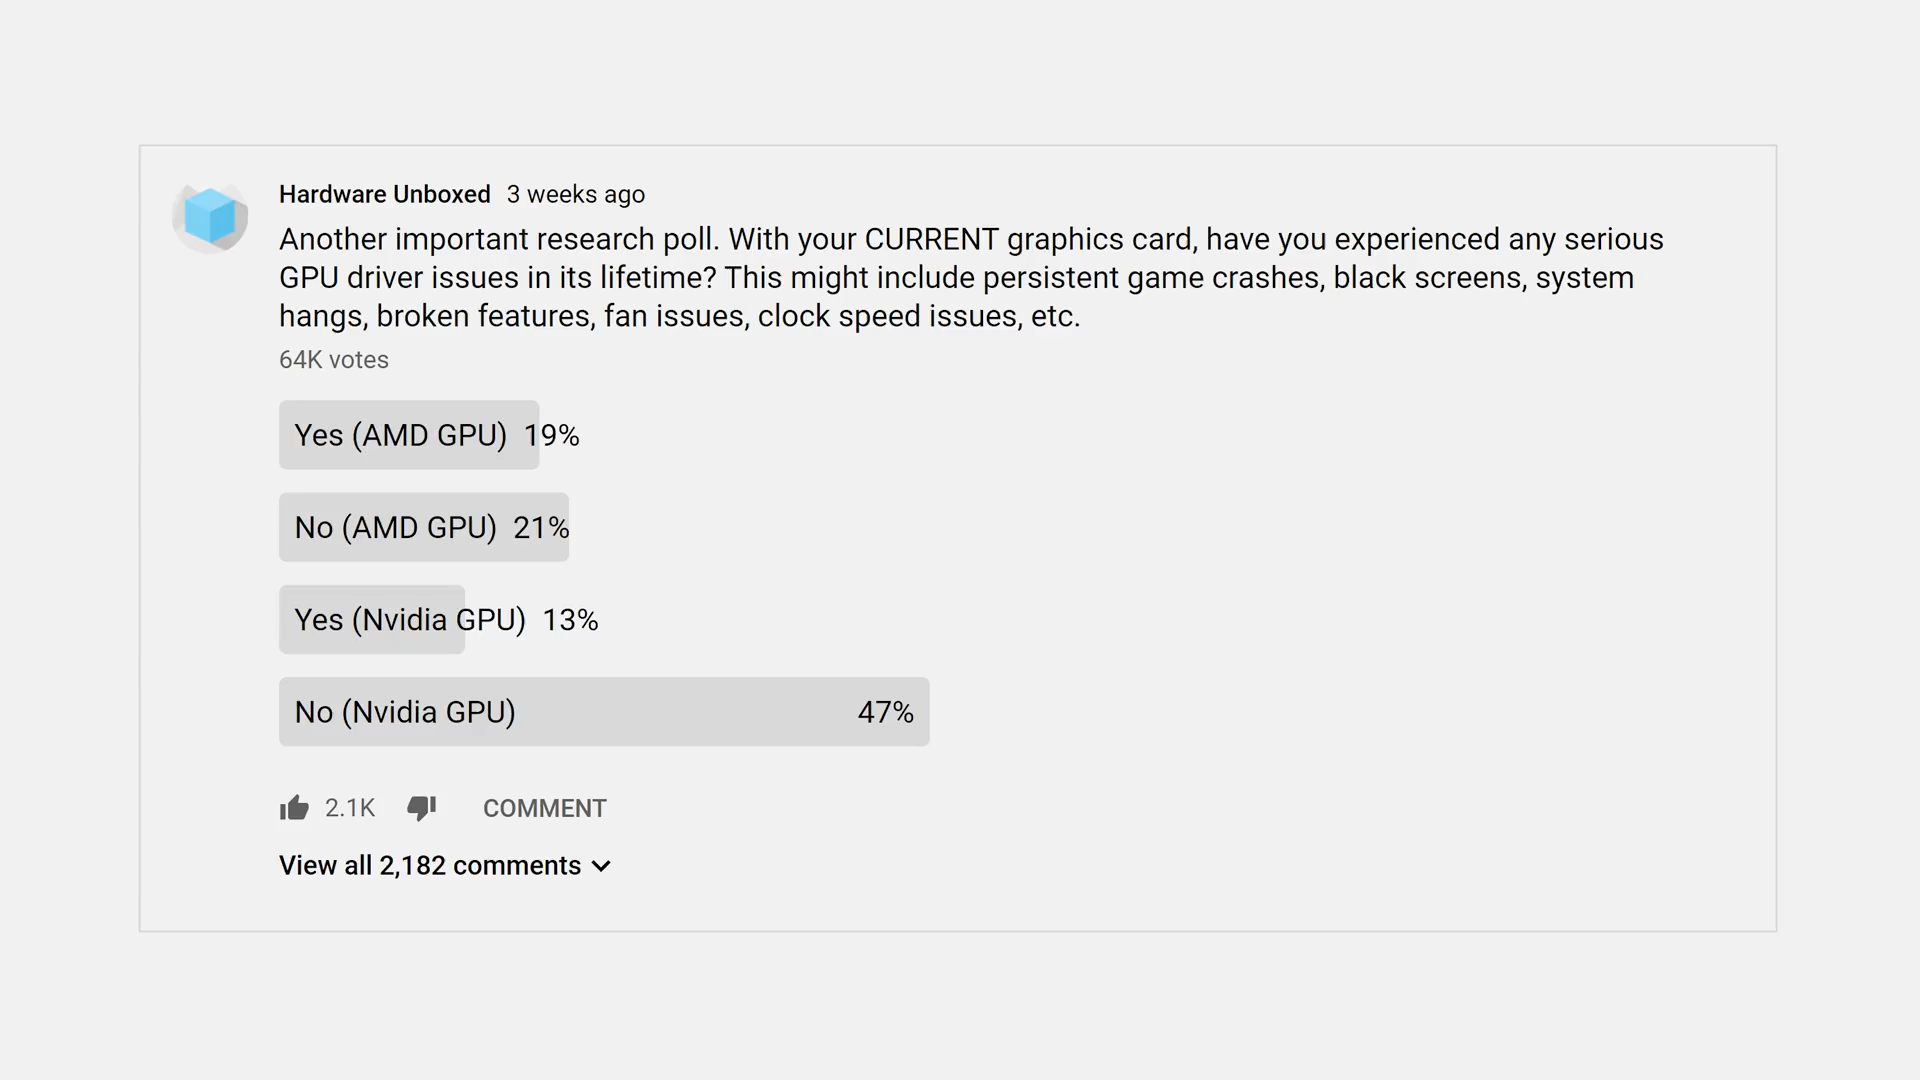 Hardware Unboxed 3 weeks ago
Another important research poll. With your CURRENT graphics card, have you experienced any serious
GPU driver issues in its lifetime? This might include persistent game crashes, black screens, system
hangs, broken features, fan issues, clock speed issues, etc.
64K votes
Yes (AMD GPU) 19%
No (AMD GPU) 21%
Yes (Nvidia GPU) 13%
No (Nvidia GPU) 47%
2.1K COMMENT
View all 2,182 comments